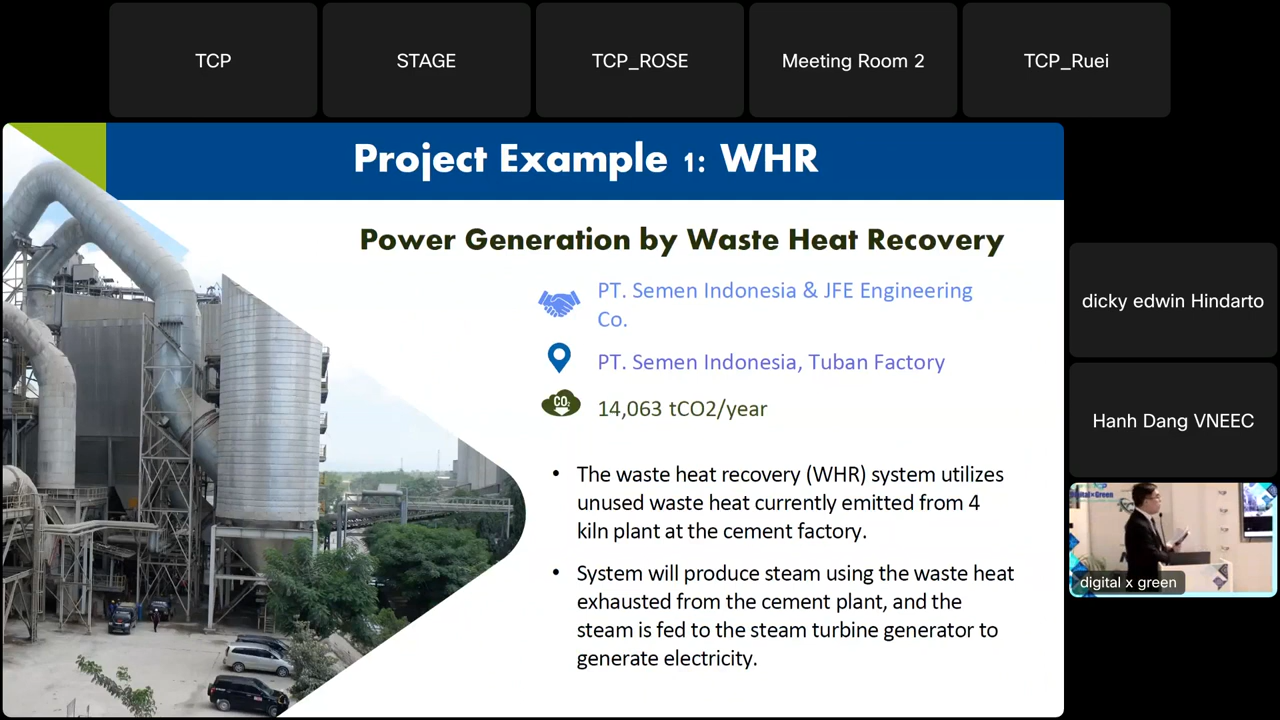 TCP
STAGE
TCP_ROSE
Meeting Room 2
TCP_Ruei
Project Example 1: WHR
Power Generation by Waste Heat Recovery
PT. Semen Indonesia & JFE Engineering
Co.
PT. Semen Indonesia, Tuban Factory
CO₂
14,063 tCO2/year
• The waste heat recovery (WHR) system utilizes
unused waste heat currently emitted from 4
kiln plant at the cement factory.
• System will produce steam using the waste heat
exhausted from the cement plant, and the
steam is fed to the steam turbine generator to
generate electricity.
dicky edwin Hindarto
Hanh Dang VNEEC
Digital×Green
digital x green